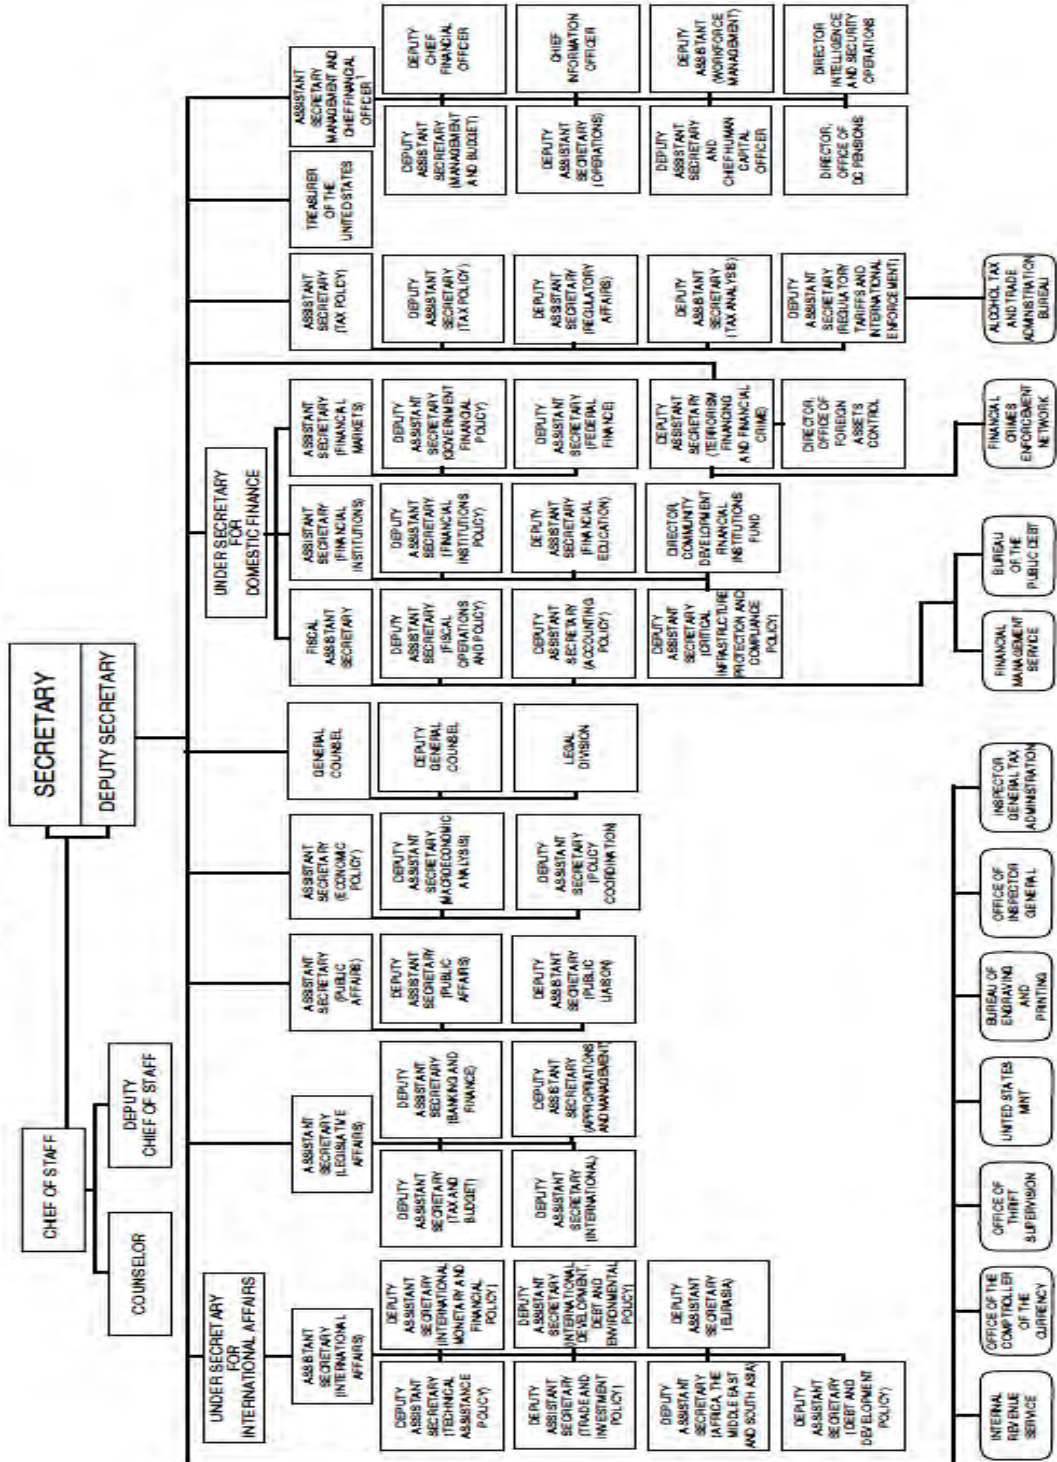 SECRETARY
DEPUTY SECRETARY
CHIEF OF STAFF
COUNSELOR
DEPUTY
CHIEF OF STAFF
UNDER SECRETARY
FOR
INTERNATIONAL AFFAIRS
ASSISTANT
SECRETARY
(INTERNATIONAL
AFFAIRS)
DEPUTY
ASSISTANT
SECRETARY
(TECHNICAL
ASSISTANCE
POLICY)
DEPUTY
ASSISTANT
SECRETARY
(INTERNATIONAL
MONETARY AND
FINANCIAL
POLICY)
DEPUTY
ASSISTANT
SECRETARY
(TRADE AND
INVESTMENT
POLICY)
DEPUTY
ASSISTANT
SECRETARY
(INTERNATIONAL
DEVELOPMENT,
DEBT AND
ENVIRONMENTAL
POLICY)
DEPUTY
ASSISTANT
SECRETARY
(AFRICA, THE
MIDDLE EAST
AND SOUTH ASIA)
DEPUTY
ASSISTANT
SECRETARY
(EURASIA)
DEPUTY
ASSISTANT
SECRETARY
(DEBT AND
DEVELOPMENT
POLICY)
ASSISTANT
SECRETARY
(LEGISLATIVE
AFFAIRS)
DEPUTY
ASSISTANT
SECRETARY
(TAX AND
BUDGET)
DEPUTY
ASSISTANT
SECRETARY
(BANKING AND
FINANCE)
DEPUTY
ASSISTANT
SECRETARY
(INTERNATIONAL)
DEPUTY
ASSISTANT
SECRETARY
(APPROPRIATIONS
AND MANAGEMENT)
ASSISTANT
SECRETARY
(PUBLIC
AFFAIRS)
DEPUTY
ASSISTANT
SECRETARY
(PUBLIC
AFFAIRS)
DEPUTY
ASSISTANT
SECRETARY
(PUBLIC
LIAISON)
ASSISTANT
SECRETARY
(ECONOMIC
POLICY)
DEPUTY
ASSISTANT
SECRETARY
(MACROECONOMIC
ANALYSIS)
DEPUTY
ASSISTANT
SECRETARY
(POLICY
COORDINATION)
GENERAL
COUNSEL
DEPUTY
GENERAL
COUNSEL
LEGAL
DIVISION
UNDER SECRETARY
FOR
DOMESTIC FINANCE
FISCAL
ASSISTANT
SECRETARY
DEPUTY
ASSISTANT
SECRETARY
(FISCAL
OPERATIONS
AND POLICY)
DEPUTY
ASSISTANT
SECRETARY
(ACCOUNTING
POLICY)
DEPUTY
ASSISTANT
SECRETARY
(CRITICAL
INFRASTRUCTURE
PROTECTION AND
COMPLIANCE
POLICY)
ASSISTANT
SECRETARY
(FINANCIAL
INSTITUTIONS)
DEPUTY
ASSISTANT
SECRETARY
(FINANCIAL
INSTITUTIONS
POLICY)
DEPUTY
ASSISTANT
SECRETARY
(FINANCIAL
EDUCATION)
DIRECTOR,
COMMUNITY
DEVELOPMENT
FINANCIAL
INSTITUTIONS
FUND
ASSISTANT
SECRETARY
(FINANCIAL
MARKETS)
DEPUTY
ASSISTANT
SECRETARY
(GOVERNMENT
FINANCIAL
POLICY)
DEPUTY
ASSISTANT
SECRETARY
(FEDERAL
FINANCE)
DEPUTY
ASSISTANT
SECRETARY
(TERRORISM
FINANCING
AND FINANCIAL
CRIME)
DIRECTOR,
OFFICE OF
FOREIGN
ASSETS
CONTROL
ASSISTANT
SECRETARY
(TAX POLICY)
DEPUTY
ASSISTANT
SECRETARY
(TAX POLICY)
DEPUTY
ASSISTANT
SECRETARY
(REGULATORY
AFFAIRS)
DEPUTY
ASSISTANT
SECRETARY
(TAX ANALYSIS)
DEPUTY
ASSISTANT
SECRETARY
(REGULATORY
TARIFFS AND
INTERNATIONAL
ENFORCEMENT)
TREASURER
OF THE
UNITED STATES
ASSISTANT
SECRETARY
MANAGEMENT AND
CHIEF FINANCIAL
OFFICER 1
DEPUTY
ASSISTANT
SECRETARY
(MANAGEMENT
AND BUDGET)
DEPUTY
CHIEF
FINANCIAL
OFFICER
DEPUTY
ASSISTANT
SECRETARY
(OPERATIONS)
CHIEF
INFORMATION
OFFICER
DEPUTY
ASSISTANT
SECRETARY
AND
CHIEF HUMAN
CAPITAL
OFFICER
DEPUTY
ASSISTANT
(WORKFORCE
MANAGEMENT)
DIRECTOR,
OFFICE OF
DC PENSIONS
DIRECTOR
INTELLIGENCE
AND SECURITY
OPERATIONS
INTERNAL
REVENUE
SERVICE
OFFICE OF THE
COMPTROLLER
OF THE
CURRENCY
OFFICE OF
THRIFT
SUPERVISION
UNITED STATES
MINT
BUREAU OF
ENGRAVING
AND
PRINTING
OFFICE OF
INSPECTOR
GENERAL
INSPECTOR
GENERAL TAX
ADMINISTRATION
FINANCIAL
MANAGEMENT
SERVICE
BUREAU
OF THE
PUBLIC DEBT
FINANCIAL
CRIMES
ENFORCEMENT
NETWORK
ALCOHOL TAX
AND TRADE
ADMINISTRATION
BUREAU